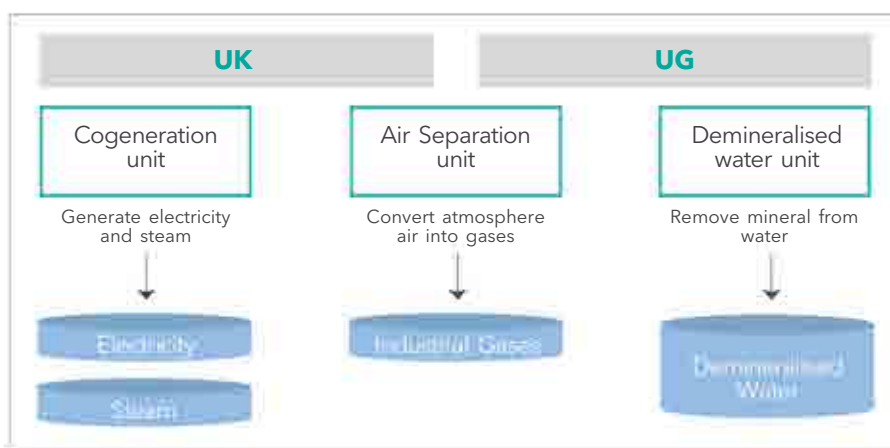 UK
UG
Cogeneration
unit
Air Separation
unit
Demineralised
water unit
Generate electricity
and steam
Convert atmosphere
air into gases
Remove mineral from
water
Electricity
Industrial Gases
Demineralised
Water
Steam